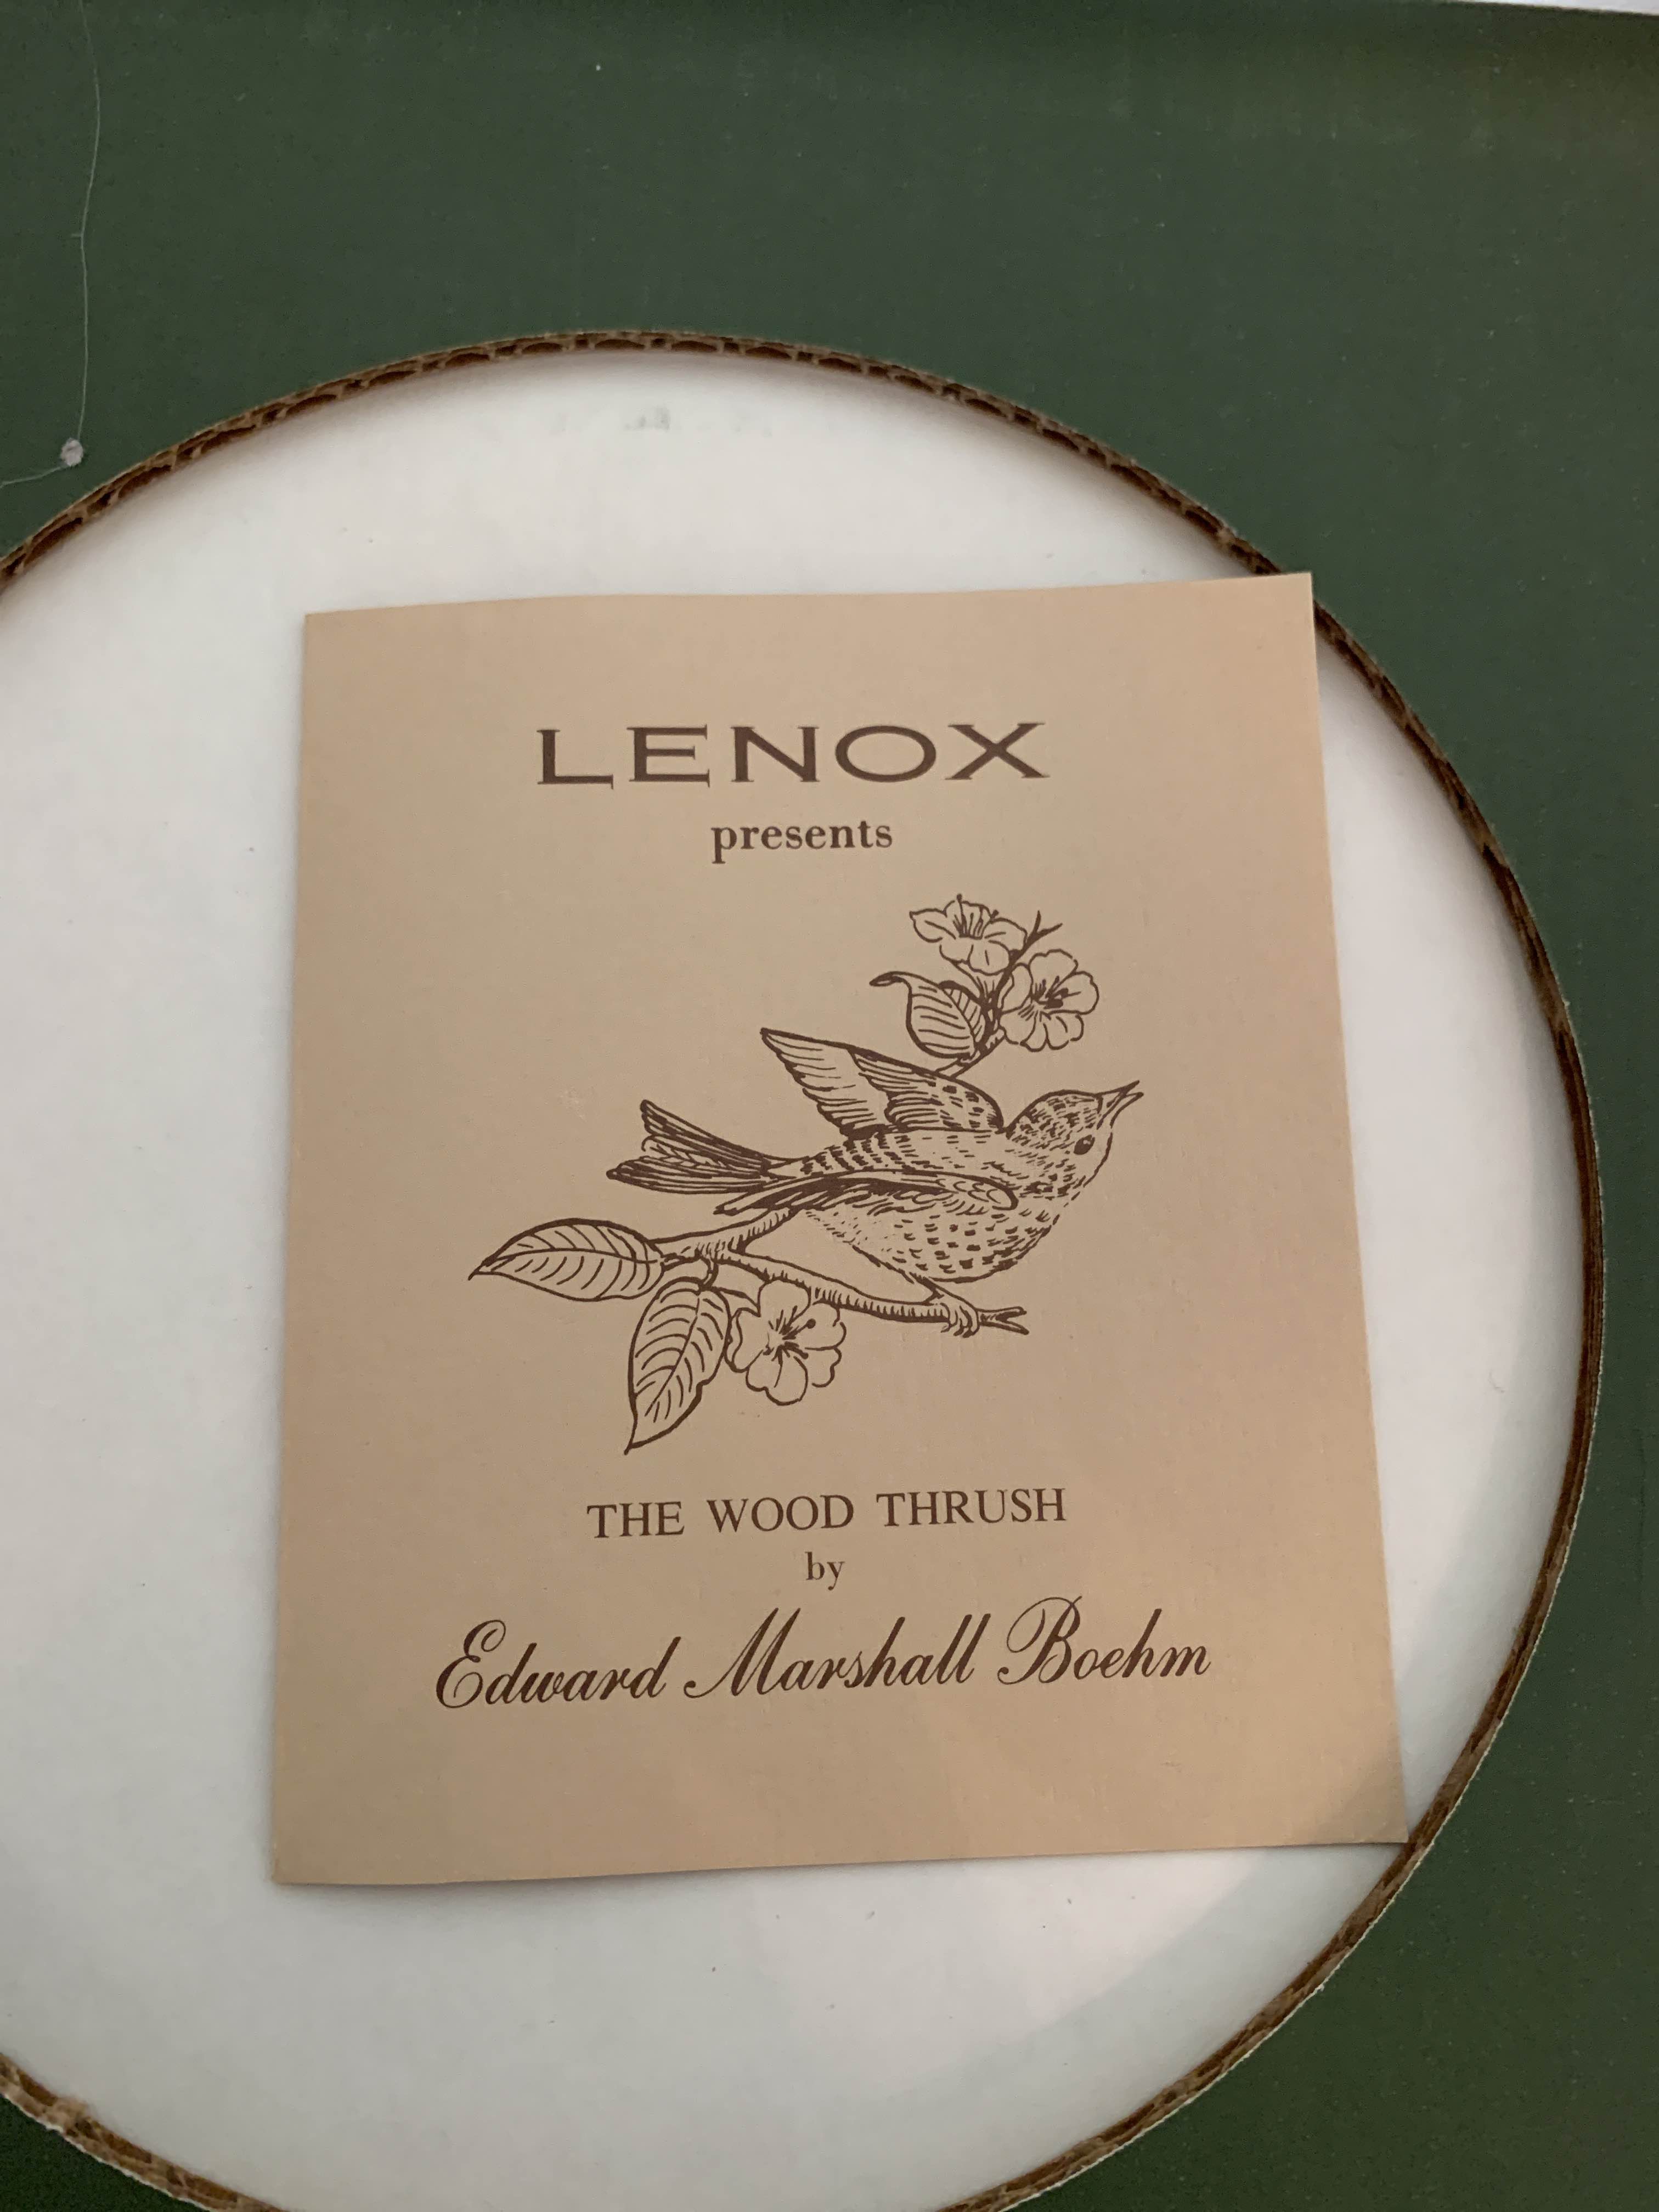 LENOX
presents
THE WOOD THRUSH
by
Edward Marshall Boehm